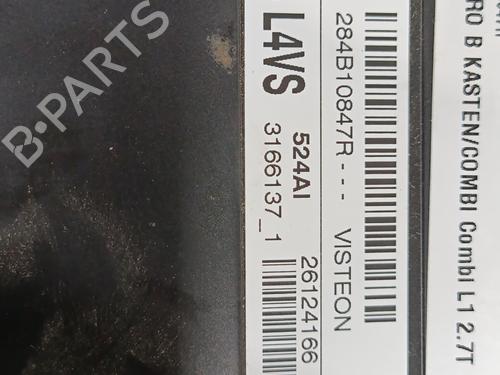 B-PARTS
L4VS
524AI
3166137_1
26124166
284B10847R- - -
VISTEON
RO B KASTEN/COMBI Combi L1 2.7T